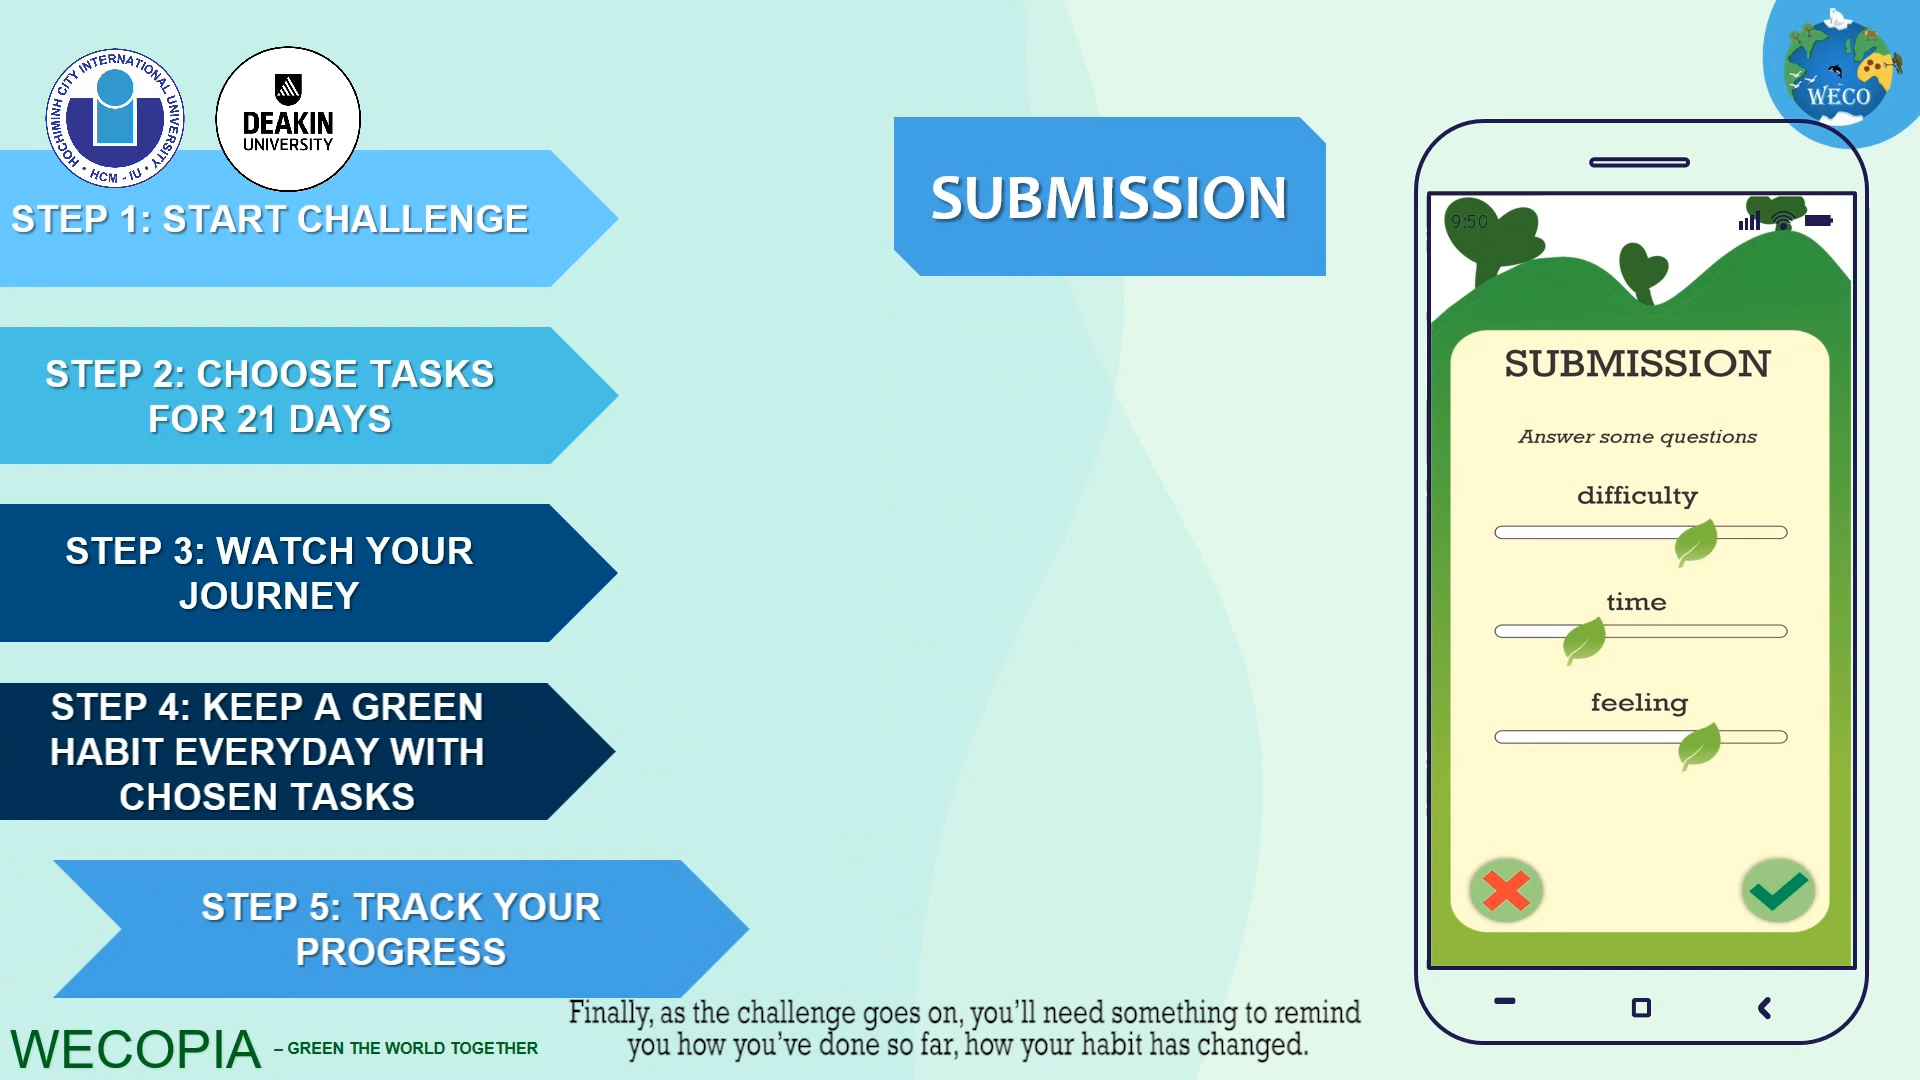 HOCHIMINH CITY INTERNATIONAL UNIVERSITY
• HCM - IU •
DEAKIN
UNIVERSITY
WECO
STEP 1: START CHALLENGE
STEP 2: CHOOSE TASKS
FOR 21 DAYS
STEP 3: WATCH YOUR
JOURNEY
STEP 4: KEEP A GREEN
HABIT EVERYDAY WITH
CHOSEN TASKS
STEP 5: TRACK YOUR
PROGRESS
SUBMISSION
9:50
SUBMISSION
Answer some questions
difficulty
time
feeling
Finally, as the challenge goes on, you'll need something to remind
you how you've done so far, how your habit has changed.
WECOPIA – GREEN THE WORLD TOGETHER